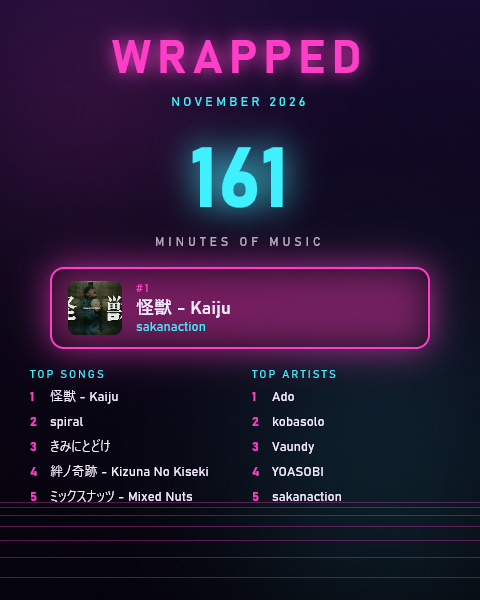 WRAPPED
NOVEMBER 2026
161
MINUTES OF MUSIC
#1
怪獣 - Kaiju
sakanaction
怪 獣
TOP SONGS
1 怪獣 - Kaiju
2 spiral
3 きみにとどけ
4 絆ノ奇跡 - Kizuna No Kiseki
5 ミックスナッツ - Mixed Nuts
TOP ARTISTS
1 Ado
2 kobasolo
3 Vaundy
4 YOASOBI
5 sakanaction